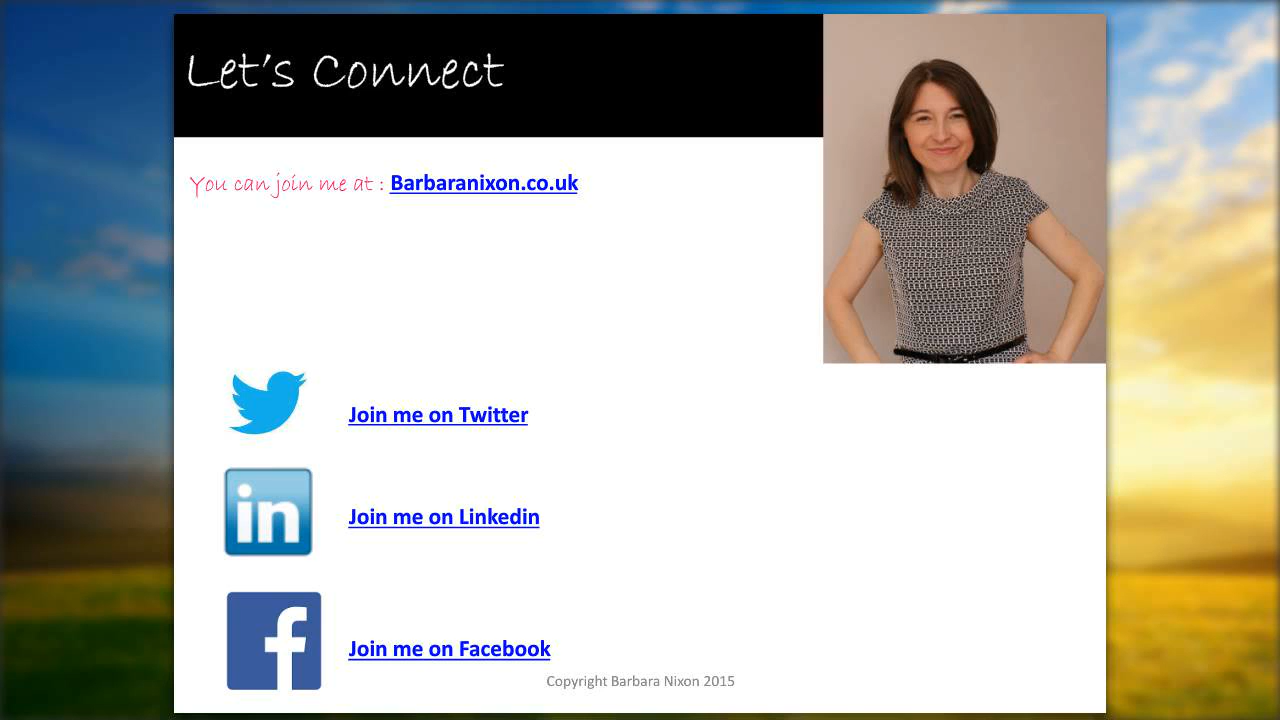 Let's Connect
You can join me at : Barbaranixon.co.uk
Join me on Twitter
in
Join me on Linkedin
f
Join me on Facebook
Copyright Barbara Nixon 2015